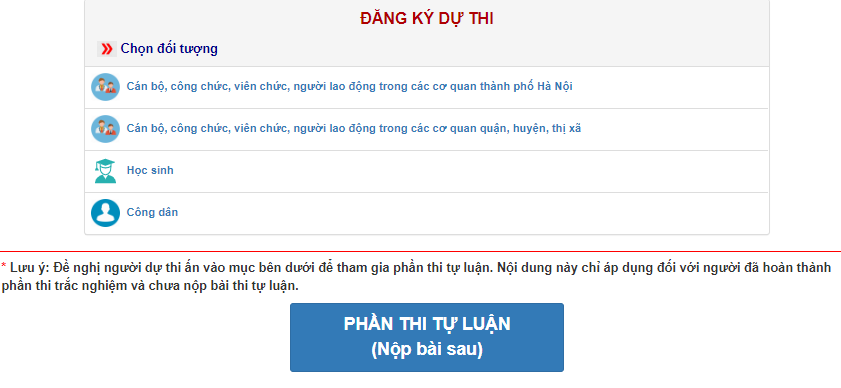 ĐĂNG KÝ DỰ THI
Chọn đối tượng
Cán bộ, công chức, viên chức, người lao động trong các cơ quan thành phố Hà Nội
Cán bộ, công chức, viên chức, người lao động trong các cơ quan quận, huyện, thị xã
Học sinh
Công dân
* Lưu ý: Đề nghị người dự thi ấn vào mục bên dưới để tham gia phần thi tự luận. Nội dung này chỉ áp dụng đối với người đã hoàn thành
phần thi trắc nghiệm và chưa nộp bài thi tự luận.
PHẦN THI TỰ LUẬN
(Nộp bài sau)